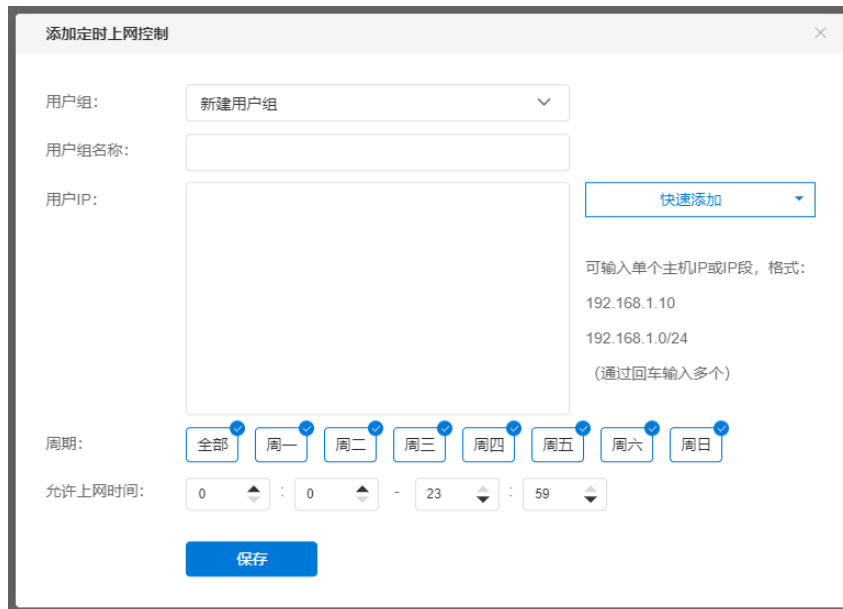 添加定时上网控制
用户组：
新建用户组
用户组名称：
用户IP：
快速添加
可输入单个主机IP或IP段，格式：
192.168.1.10
192.168.1.0/24
（通过回车输入多个）
周期：
全部 周一 周二 周三 周四 周五 周六 周日
允许上网时间：
0 : 0 - 23 : 59
保存